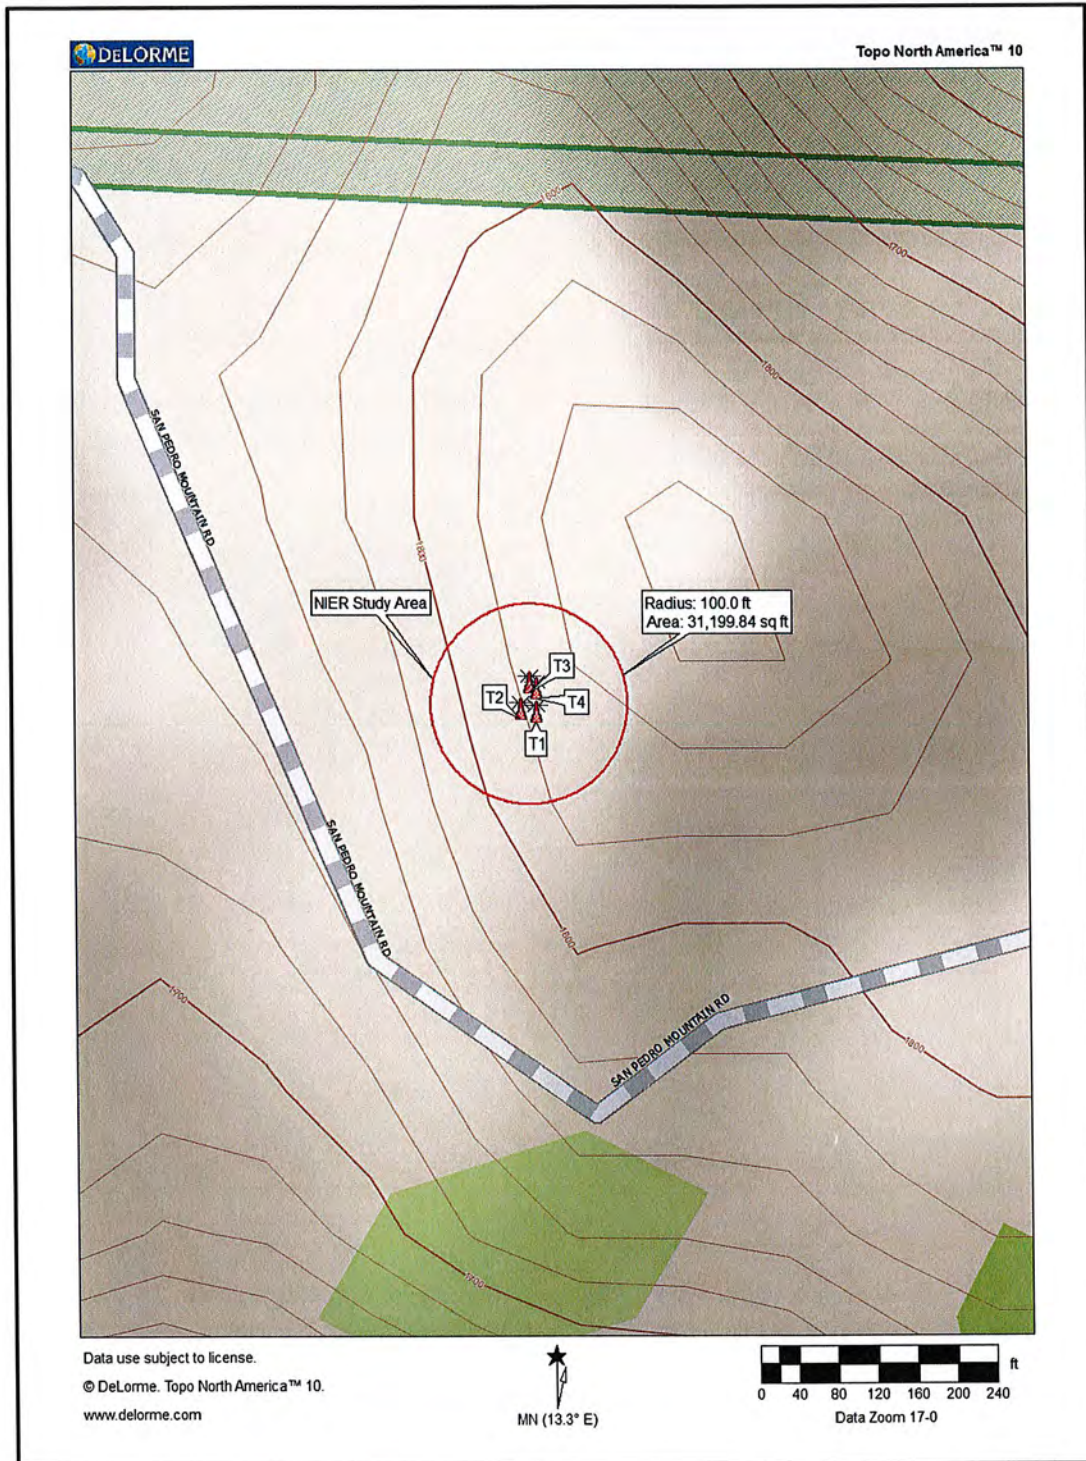 DELORME
Topo North America™ 10
1600
1700
1800
SAN PEDRO MOUNTAIN RD
1800
NIER Study Area
Radius: 100.0 ft
Area: 31,199.84 sq ft
T3
T2
T4
T1
SAN PEDRO MOUNTAIN RD
1800
1700
SAN PEDRO MOUNTAIN RD
1800
1700
Data use subject to license.
© DeLorme. Topo North America™ 10.
www.delorme.com
MN (13.3° E)
ft
0 40 80 120 160 200 240
Data Zoom 17-0